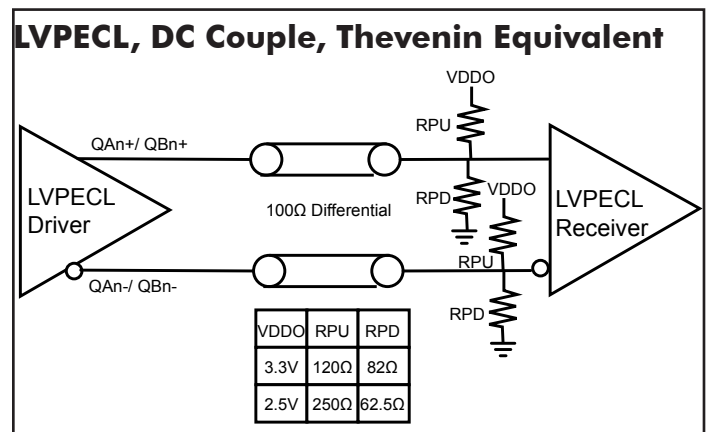 LVPECL, DC Couple, Thevenin Equivalent
VDDO
RPU
QAn+/ QBn+
LVPECL
Driver
100Ω Differential
RPD
VDDO
LVPECL
Receiver
RPU
QAn-/ QBn-
RPD
VDDO RPU RPD
3.3V 120Ω 82Ω
2.5V 250Ω 62.5Ω